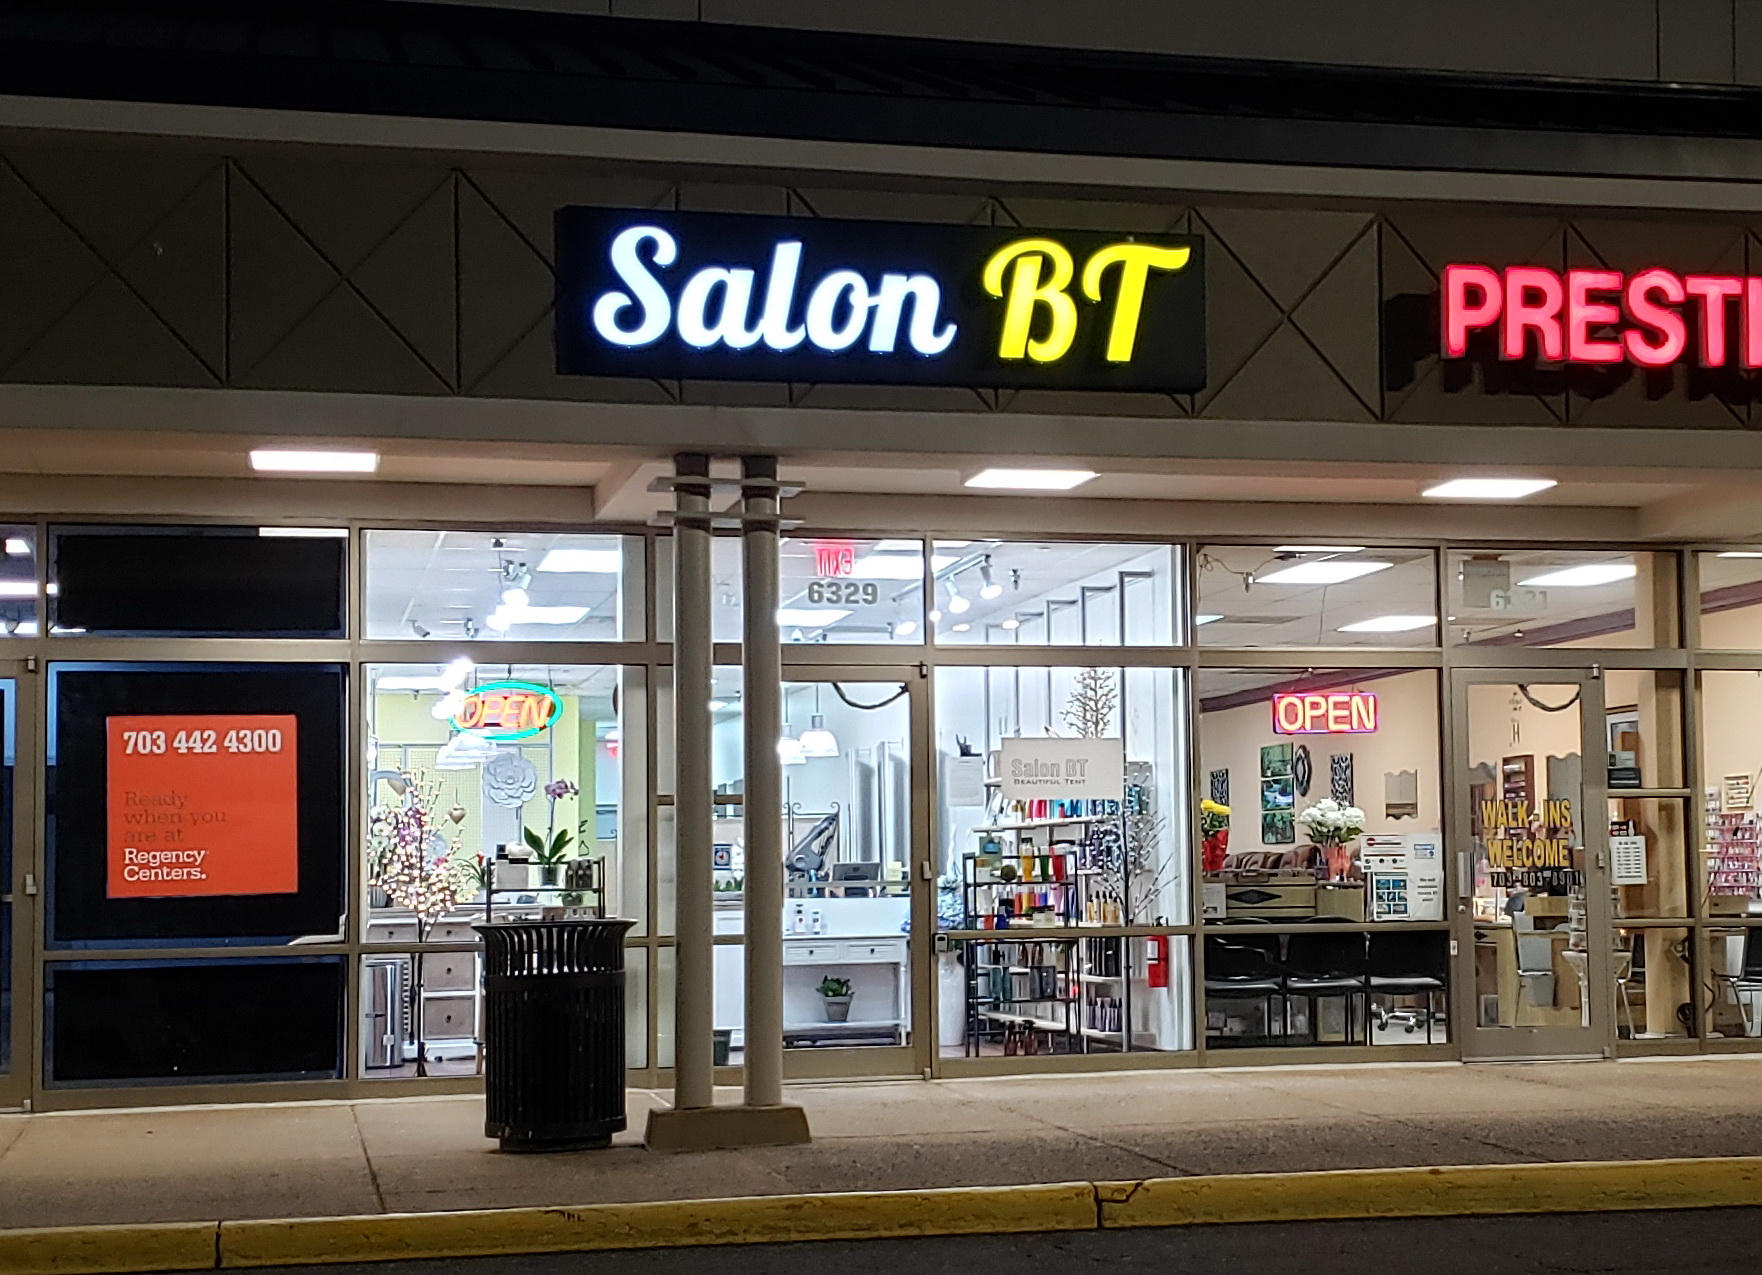 Salon BT
PREST
EXIT
6329
OPEN
OPEN
703 442 4300
Ready
when you
are at
Regency
Centers.
Salon BT
BEAUTIFUL TENT
WALK-INS
WELCOME